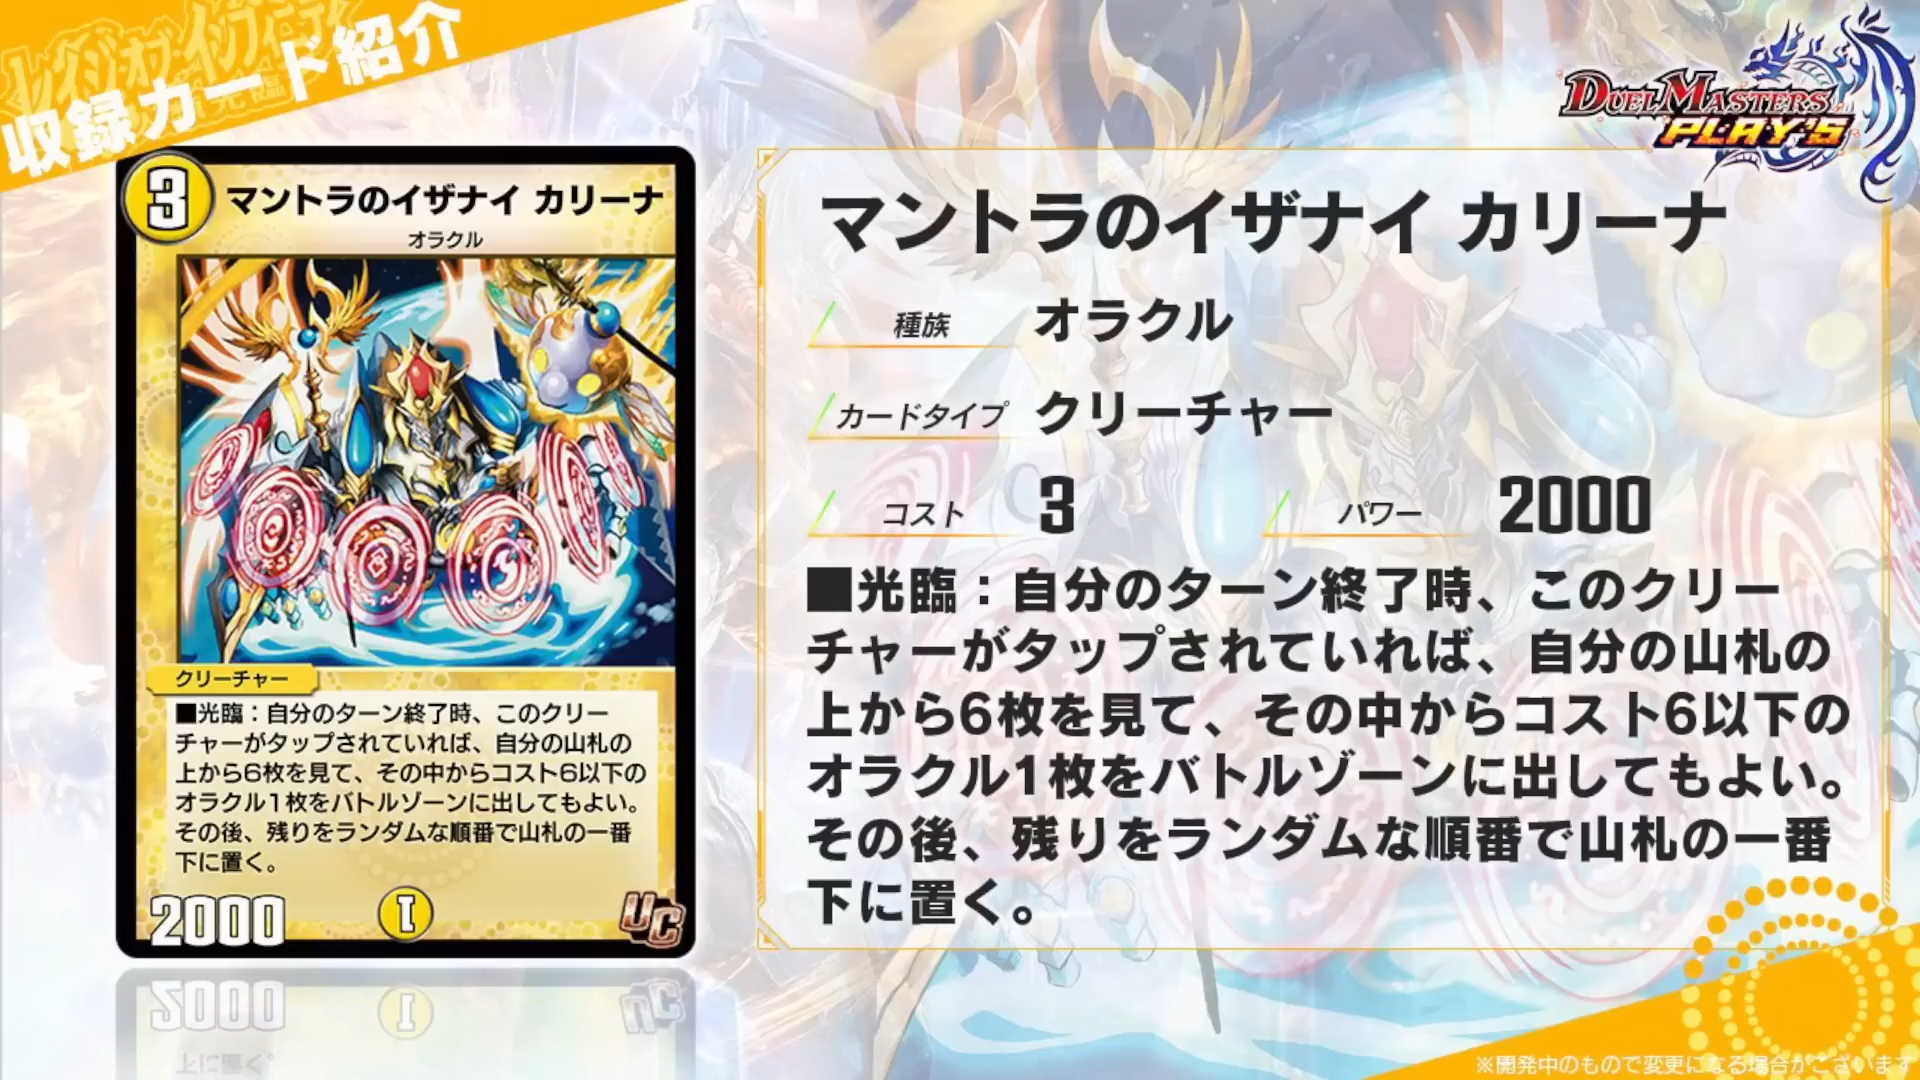 レイジ・オブ・インフィニティ
収録カード紹介
DUEL MASTERS
PLAY'S
3
マントラのイザナイ カリーナ
オラクル
クリーチャー
■光臨：自分のターン終了時、このクリー
チャーがタップされていれば、自分の山札の
上から6枚を見て、その中からコスト6以下の
オラクル1枚をバトルゾーンに出してもよい。
その後、残りをランダムな順番で山札の一番
下に置く。
2000
I
UC
マントラのイザナイ カリーナ
種族 オラクル
カードタイプ クリーチャー
コスト 3 パワー 2000
■光臨：自分のターン終了時、このクリー
チャーがタップされていれば、自分の山札の
上から6枚を見て、その中からコスト6以下の
オラクル1枚をバトルゾーンに出してもよい。
その後、残りをランダムな順番で山札の一番
下に置く。
※開発中のもので変更になる場合がございます